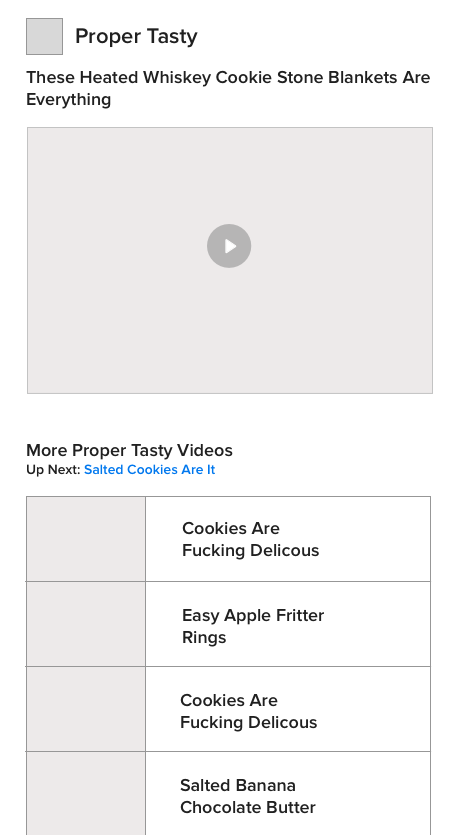 Proper Tasty
These Heated Whiskey Cookie Stone Blankets Are
Everything
More Proper Tasty Videos
Up Next: Salted Cookies Are It
Cookies Are
Fucking Delicous
Easy Apple Fritter
Rings
Cookies Are
Fucking Delicous
Salted Banana
Chocolate Butter